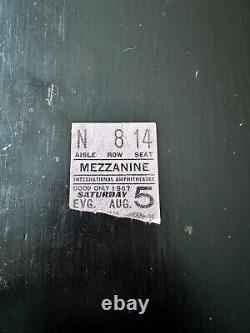 N 8 14
AISLE ROW SEAT
MEZZANINE
INTERNATIONAL AMPHITHEATRE
GOOD ONLY 1967
SATURDAY
EVG. AUG. 5